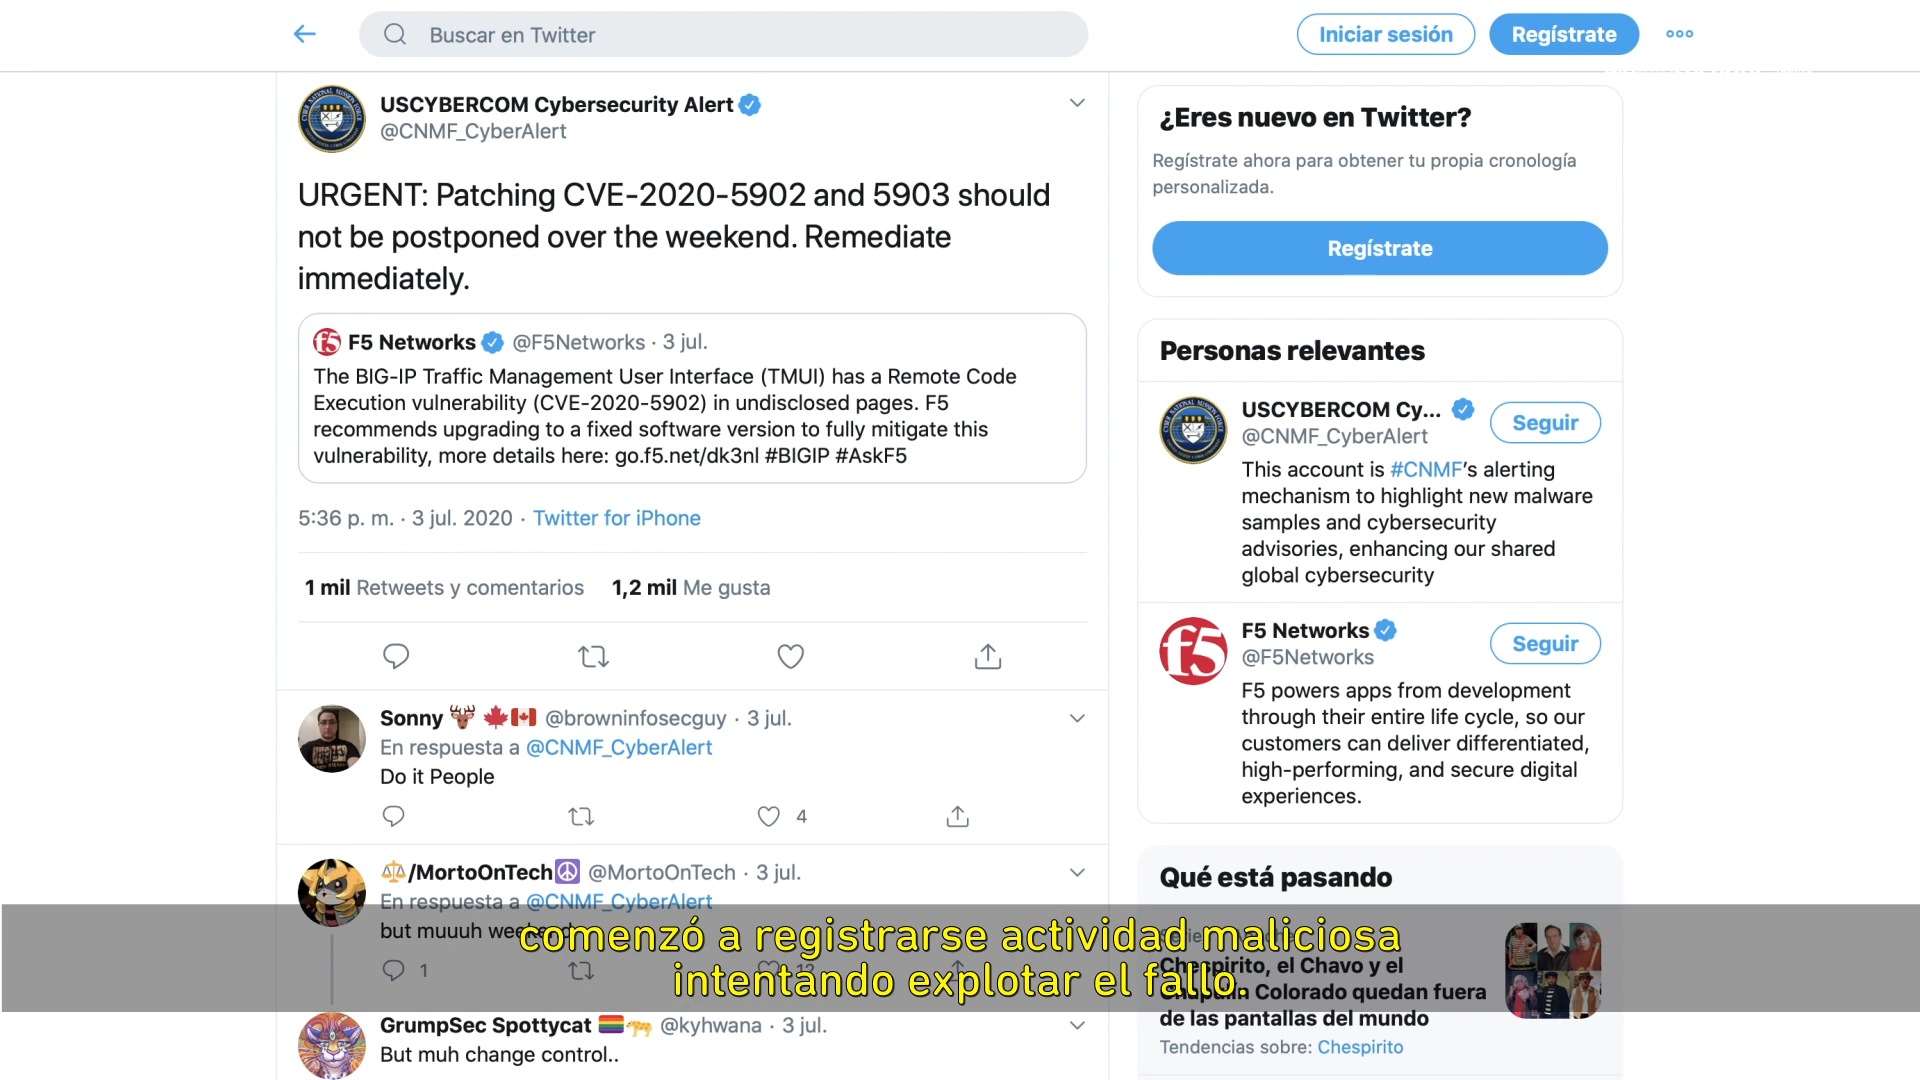 Buscar en Twitter
Iniciar sesión
Regístrate
USCYBERCOM Cybersecurity Alert
@CNMF_CyberAlert
URGENT: Patching CVE-2020-5902 and 5903 should
not be postponed over the weekend. Remediate
immediately.
f5 F5 Networks @F5Networks · 3 jul.
The BIG-IP Traffic Management User Interface (TMUI) has a Remote Code
Execution vulnerability (CVE-2020-5902) in undisclosed pages. F5
recommends upgrading to a fixed software version to fully mitigate this
vulnerability, more details here: go.f5.net/dk3nl #BIGIP #AskF5
5:36 p. m. · 3 jul. 2020 · Twitter for iPhone
1 mil Retweets y comentarios 1,2 mil Me gusta
Sonny @browninfosecguy · 3 jul.
En respuesta a @CNMF_CyberAlert
Do it People
4
/MortoOnTech @MortoOnTech · 3 jul.
En respuesta a @CNMF_CyberAlert
but muuuh weekend
1 12
GrumpSec Spottycat @kyhwana · 3 jul.
But muh change control..
¿Eres nuevo en Twitter?
Regístrate ahora para obtener tu propia cronología
personalizada.
Regístrate
Personas relevantes
USCYBERCOM Cy...
@CNMF_CyberAlert
Seguir
This account is #CNMF's alerting
mechanism to highlight new malware
samples and cybersecurity
advisories, enhancing our shared
global cybersecurity
f5
F5 Networks
@F5Networks
Seguir
F5 powers apps from development
through their entire life cycle, so our
customers can deliver differentiated,
high-performing, and secure digital
experiences.
Qué está pasando
Chespirito, el Chavo y el
Chapulín Colorado quedan fuera
de las pantallas del mundo
Tendencias sobre: Chespirito
comenzó a registrarse actividad maliciosa
intentando explotar el fallo.